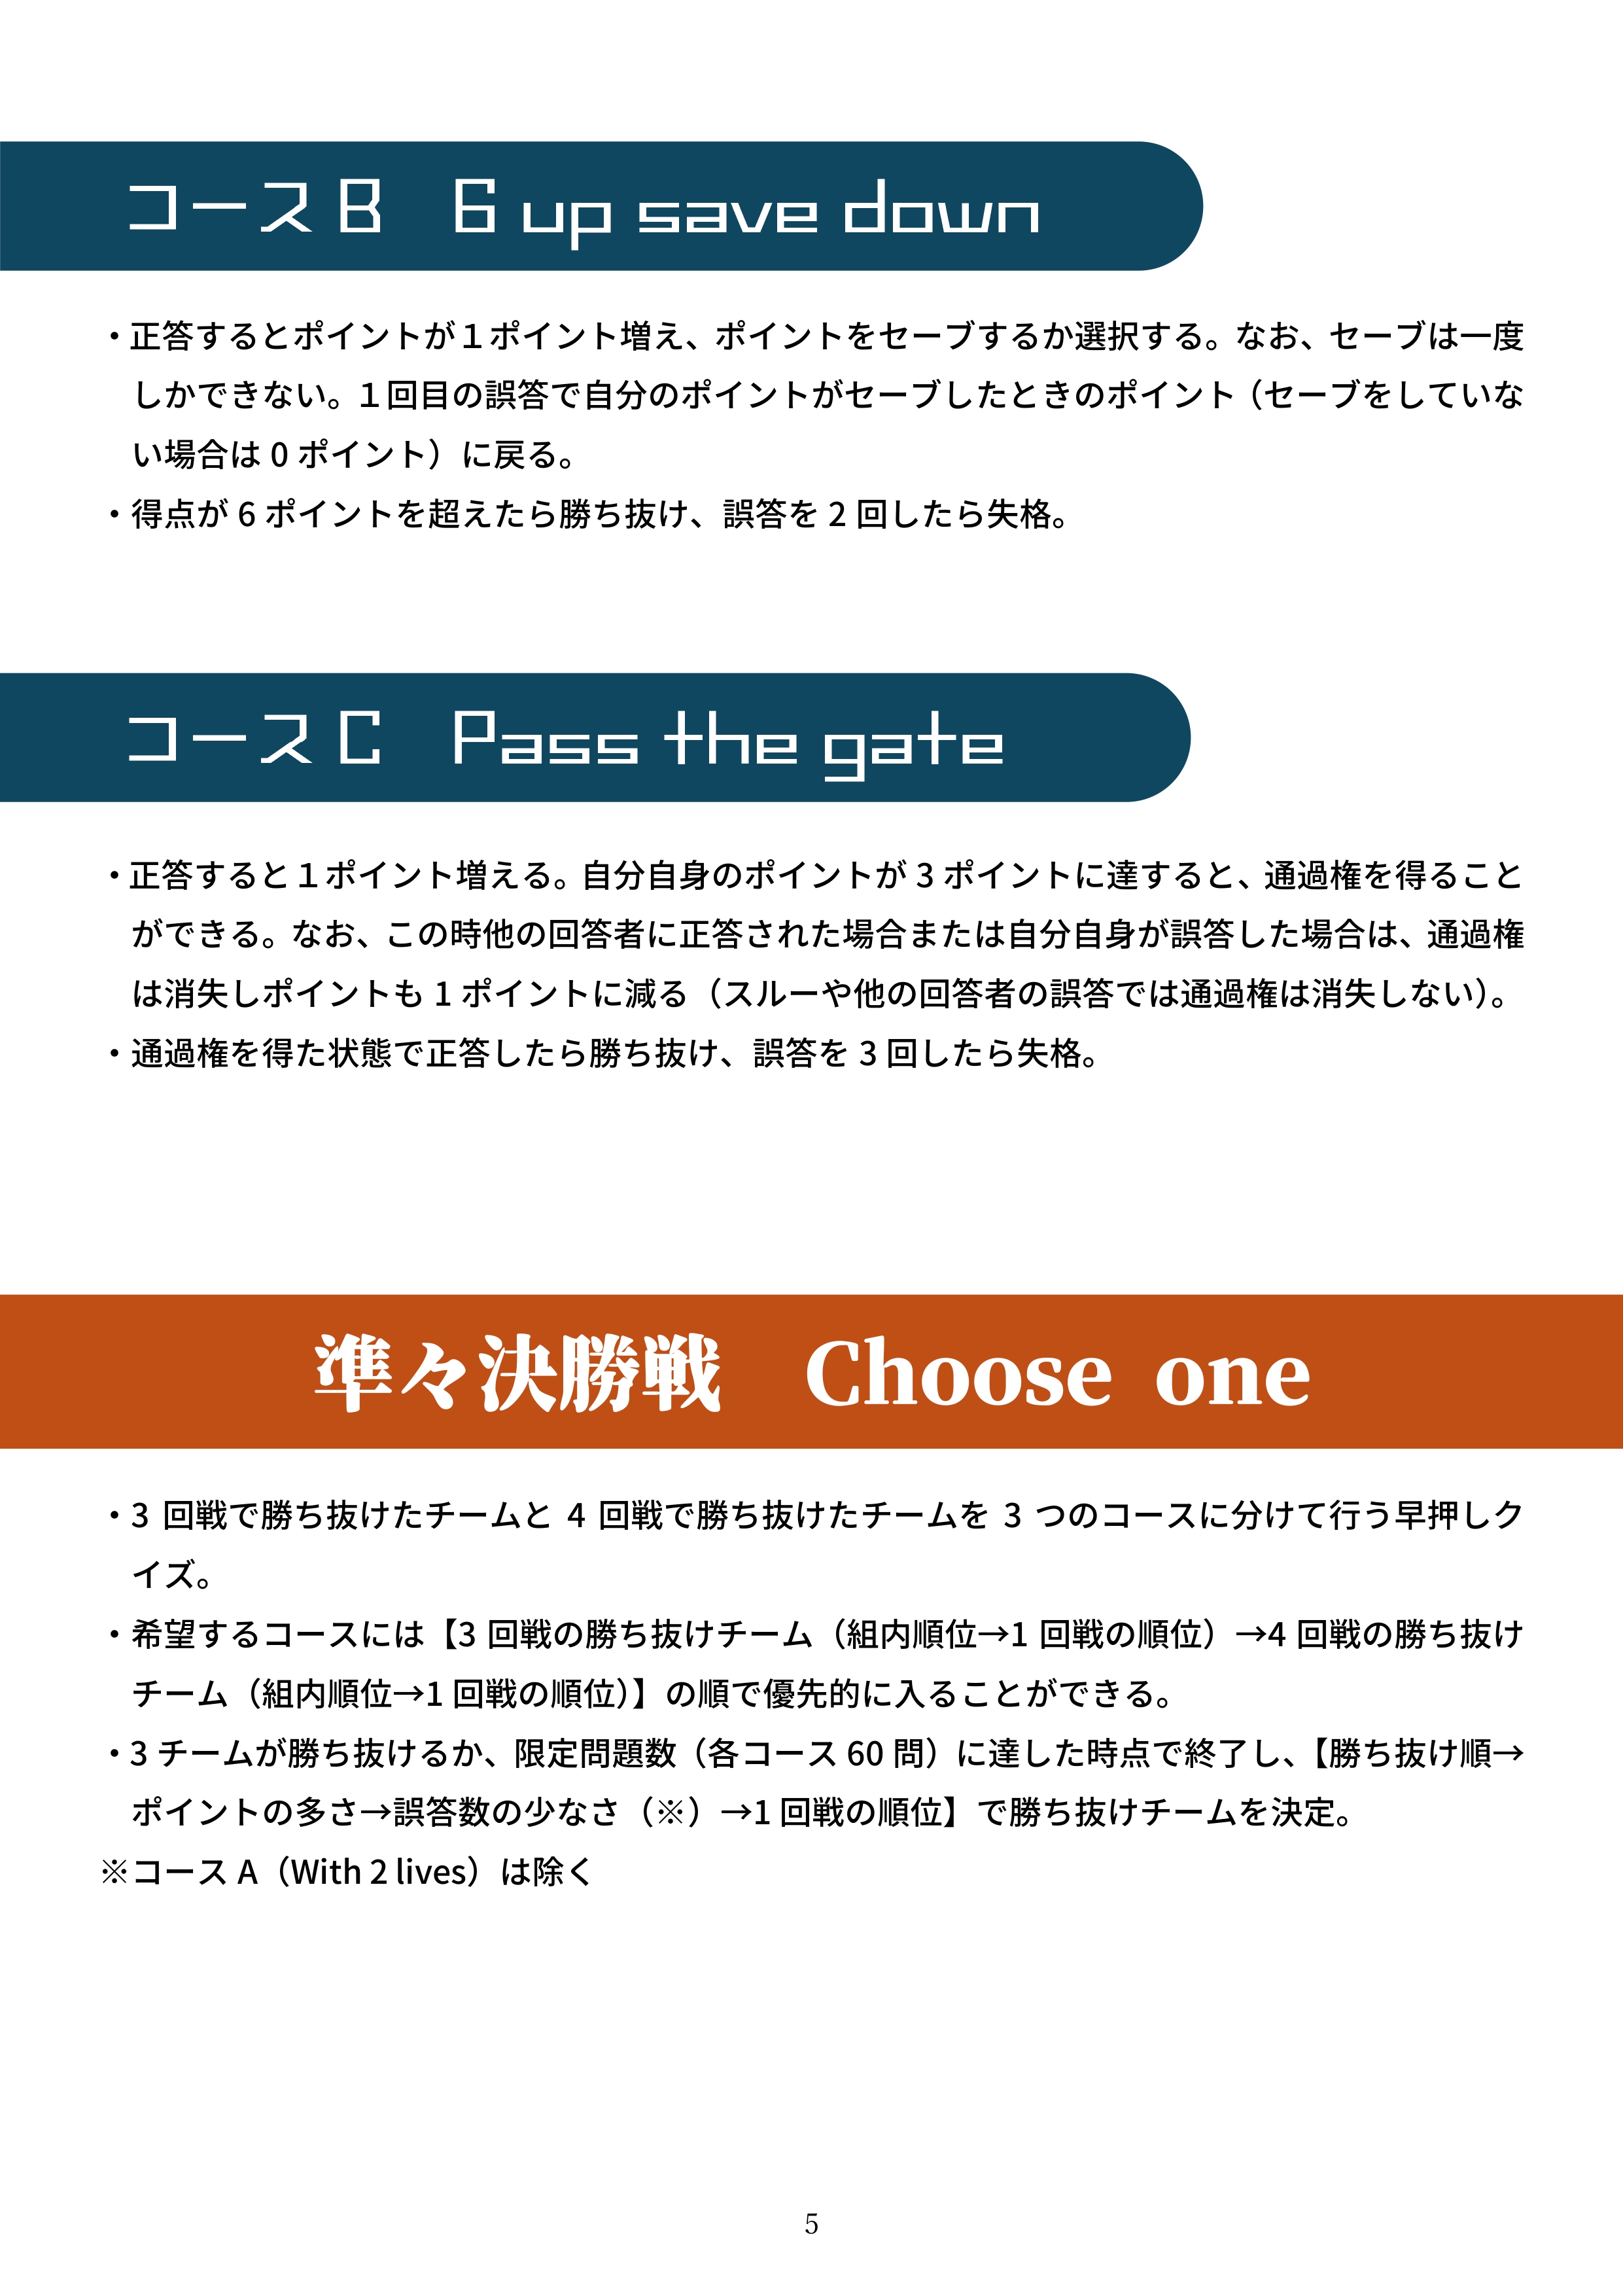 コースB　6 up save down
・正答するとポイントが１ポイント増え、ポイントをセーブするか選択する。なお、セーブは一度
しかできない。１回目の誤答で自分のポイントがセーブしたときのポイント（セーブをしていな
い場合は 0 ポイント）に戻る。
・得点が 6 ポイントを超えたら勝ち抜け、誤答を 2 回したら失格。
コースC　Pass the gate
・正答すると１ポイント増える。自分自身のポイントが 3 ポイントに達すると、通過権を得ること
ができる。なお、この時他の回答者に正答された場合または自分自身が誤答した場合は、通過権
は消失しポイントも 1 ポイントに減る（スルーや他の回答者の誤答では通過権は消失しない）。
・通過権を得た状態で正答したら勝ち抜け、誤答を 3 回したら失格。
準々決勝戦　Choose one
・3 回戦で勝ち抜けたチームと 4 回戦で勝ち抜けたチームを 3 つのコースに分けて行う早押しク
イズ。
・希望するコースには【3 回戦の勝ち抜けチーム（組内順位→1 回戦の順位）→4 回戦の勝ち抜け
チーム（組内順位→1 回戦の順位）】の順で優先的に入ることができる。
・3 チームが勝ち抜けるか、限定問題数（各コース 60 問）に達した時点で終了し、【勝ち抜け順→
ポイントの多さ→誤答数の少なさ（※）→1 回戦の順位】で勝ち抜けチームを決定。
※コース A（With 2 lives）は除く
5